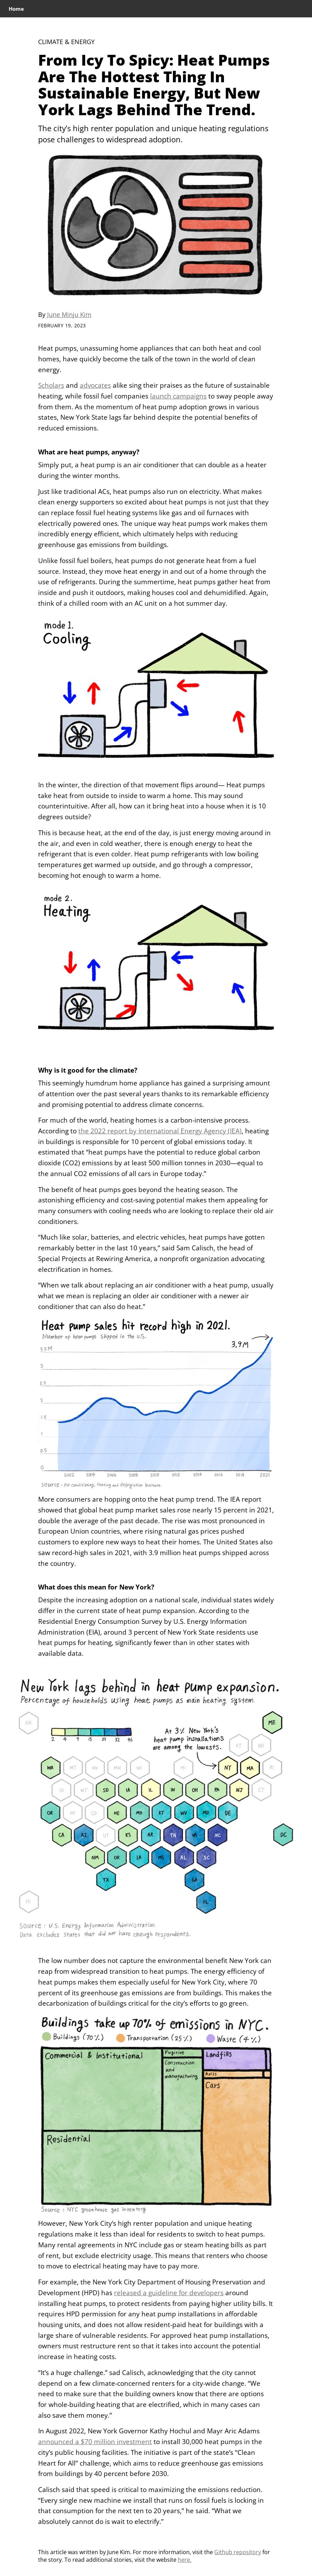 Home
CLIMATE & ENERGY
From Icy To Spicy: Heat Pumps
Are The Hottest Thing In
Sustainable Energy, But New
York Lags Behind The Trend.
The city's high renter population and unique heating regulations
pose challenges to widespread adoption.
By June Minju Kim
FEBRUARY 19, 2023
Heat pumps, unassuming home appliances that can both heat and cool
homes, have quickly become the talk of the town in the world of clean
energy.
Scholars and advocates alike sing their praises as the future of sustainable
heating, while fossil fuel companies launch campaigns to sway people away
from them. As the momentum of heat pump adoption grows in various
states, New York State lags far behind despite the potential benefits of
reduced emissions.
What are heat pumps, anyway?
Simply put, a heat pump is an air conditioner that can double as a heater
during the winter months.
Just like traditional ACs, heat pumps also run on electricity. What makes
clean energy supporters so excited about heat pumps is not just that they
can replace fossil fuel heating systems like gas and oil furnaces with
electrically powered ones. The unique way heat pumps work makes them
incredibly energy efficient, which ultimately helps with reducing
greenhouse gas emissions from buildings.
Unlike fossil fuel boilers, heat pumps do not generate heat from a fuel
source. Instead, they move heat energy in and out of a home through the
use of refrigerants. During the summertime, heat pumps gather heat from
inside and push it outdoors, making houses cool and dehumidified. Again,
think of a chilled room with an AC unit on a hot summer day.
mode 1.
Cooling
In the winter, the direction of that movement flips around— Heat pumps
take heat from outside to inside to warm a home. This may sound
counterintuitive. After all, how can it bring heat into a house when it is 10
degrees outside?
This is because heat, at the end of the day, is just energy moving around in
the air, and even in cold weather, there is enough energy to heat the
refrigerant that is even colder. Heat pump refrigerants with low boiling
temperatures get warmed up outside, and go through a compressor,
becoming hot enough to warm a home.
mode 2.
Heating
Why is it good for the climate?
This seemingly humdrum home appliance has gained a surprising amount
of attention over the past several years thanks to its remarkable efficiency
and promising potential to address climate concerns.
For much of the world, heating homes is a carbon-intensive process.
According to the 2022 report by International Energy Agency (IEA), heating
in buildings is responsible for 10 percent of global emissions today. It
estimated that "heat pumps have the potential to reduce global carbon
dioxide (CO2) emissions by at least 500 million tonnes in 2030—equal to
the annual CO2 emissions of all cars in Europe today."
The benefit of heat pumps goes beyond the heating season. The
astonishing efficiency and cost-saving potential makes them appealing for
many consumers with cooling needs who are looking to replace their old air
conditioners.
"Much like solar, batteries, and electric vehicles, heat pumps have gotten
remarkably better in the last 10 years," said Sam Calisch, the head of
Special Projects at Rewiring America, a nonprofit organization advocating
electrification in homes.
"When we talk about replacing an air conditioner with a heat pump, usually
what we mean is replacing an older air conditioner with a newer air
conditioner that can also do heat."
Heat pump sales hit record high in 2021.
Number of heat pumps shipped in the U.S.
3.9M
More consumers are hopping onto the heat pump trend. The IEA report
showed that global heat pump market sales rose nearly 15 percent in 2021,
double the average of the past decade. The rise was most pronounced in
European Union countries, where rising natural gas prices pushed
customers to explore new ways to heat their homes. The United States also
saw record-high sales in 2021, with 3.9 million heat pumps shipped across
the country.
What does this mean for New York?
Despite the increasing adoption on a national scale, individual states widely
differ in the current state of heat pump expansion. According to the
Residential Energy Consumption Survey by U.S. Energy Information
Administration (EIA), around 3 percent of New York State residents use
heat pumps for heating, significantly fewer than in other states with
available data.
New York lags behind in heat pump expansion.
Percentage of households using heat pumps as main heating system.
At 3% New York's
heat pump installations
are among the lowests.
ME
WA NY MA
SD IA IL IN OH PA NJ
OR NE MO KY WV MD DE
CA AZ KS AR TN VA NC DC
NM OK LA MS AL SC
TX GA
FL
Source: U.S. Energy Information Administration
Data excludes states that did not have enough respondents.
The low number does not capture the environmental benefit New York can
reap from widespread transition to heat pumps. The energy efficiency of
heat pumps makes them especially useful for New York City, where 70
percent of its greenhouse gas emissions are from buildings. This makes the
decarbonization of buildings critical for the city's efforts to go green.
Buildings take up 70% of emissions in NYC.
Buildings (70%) Transportation (25%) Waste (4%)
Commercial & Institutional
Fugitive
Construction
and
manufacturing
Landfills
Cars
Residential
Source: NYC greenhouse gas inventory
However, New York City's high renter population and unique heating
regulations make it less than ideal for residents to switch to heat pumps.
Many rental agreements in NYC include gas or steam heating bills as part
of rent, but exclude electricity usage. This means that renters who choose
to move to electrical heating may have to pay more.
For example, the New York City Department of Housing Preservation and
Development (HPD) has released a guideline for developers around
installing heat pumps, to protect residents from paying higher utility bills. It
requires HPD permission for any heat pump installations in affordable
housing units, and does not allow resident-paid heat for buildings with a
large share of vulnerable residents. For approved heat pump installations,
owners must restructure rent so that it takes into account the potential
increase in heating costs.
"It's a huge challenge." sad Calisch, acknowledging that the city cannot
depend on a few climate-concerned renters for a city-wide change. "We
need to make sure that the building owners know that there are options
for whole-building heating that are electrified, which in many cases can
also save them money."
In August 2022, New York Governor Kathy Hochul and Mayr Aric Adams
announced a $70 million investment to install 30,000 heat pumps in the
city's public housing facilities. The initiative is part of the state's "Clean
Heart for All" challenge, which aims to reduce greenhouse gas emissions
from buildings by 40 percent before 2030.
Calisch said that speed is critical to maximizing the emissions reduction.
"Every single new machine we install that runs on fossil fuels is locking in
that consumption for the next ten to 20 years," he said. "What we
absolutely cannot do is wait to electrify."
This article was written by June Kim. For more information, visit the Github repository for
the story. To read additional stories, visit the website here.